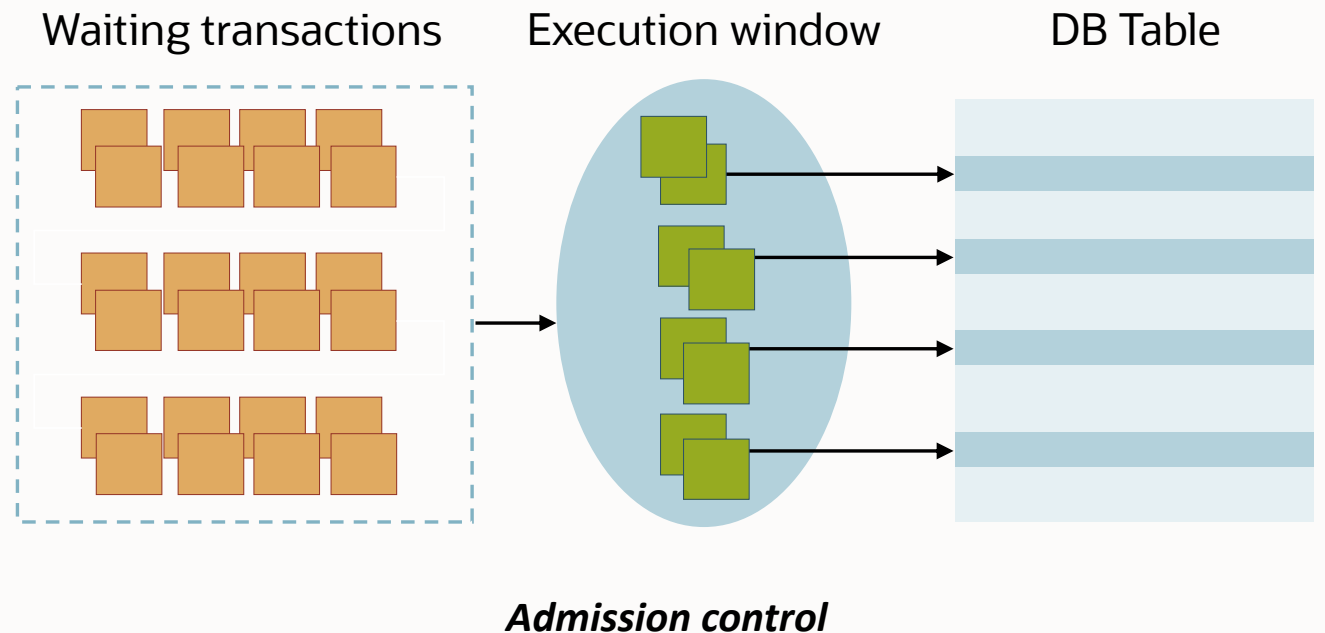 Waiting transactions
Execution window
DB Table
Admission control